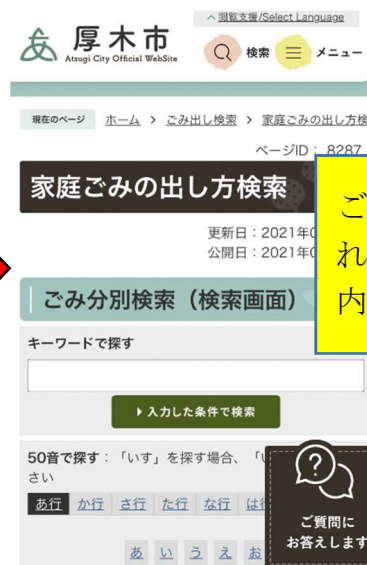 へ 閲覧支援/Select Language
厚木市
Atsugi City Official WebSite
検索
メニュー
現在のページ ホーム > ごみ出し検索 > 家庭ごみの出し方検
ページID : 8287
家庭ごみの出し方検索
更新日:2021年0
公開日:2021年0
ご
れ
内
ごみ分別検索(検索画面)
キーワードで探す
入力した条件で検索
50音で探す:「いす」を探す場合、「い
さい
あ行 か行 さ行 た行 な行 は行
あ い う え お
ご質問に
お答えします